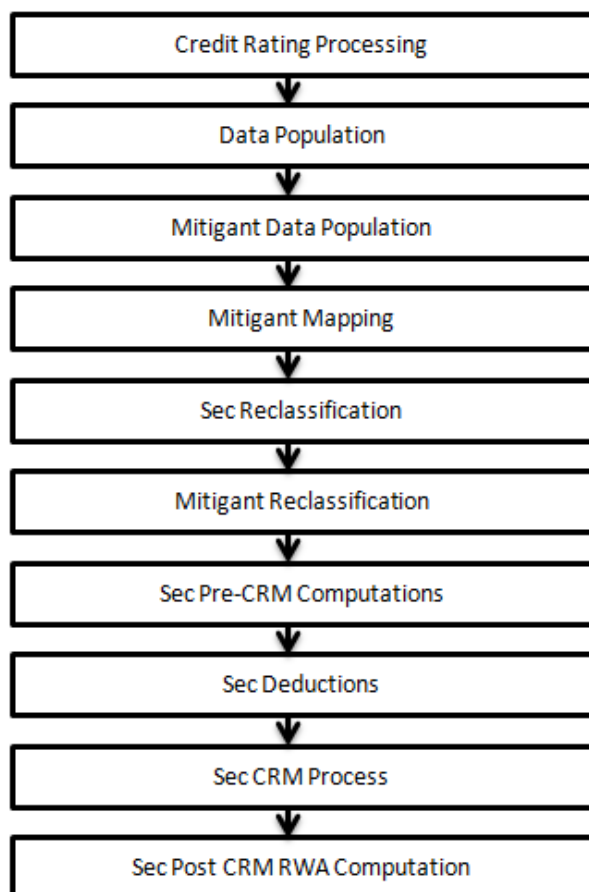 Credit Rating Processing
Data Population
Mitigant Data Population
Mitigant Mapping
Sec Reclassification
Mitigant Reclassification
Sec Pre-CRM Computations
Sec Deductions
Sec CRM Process
Sec Post CRM RWA Computation